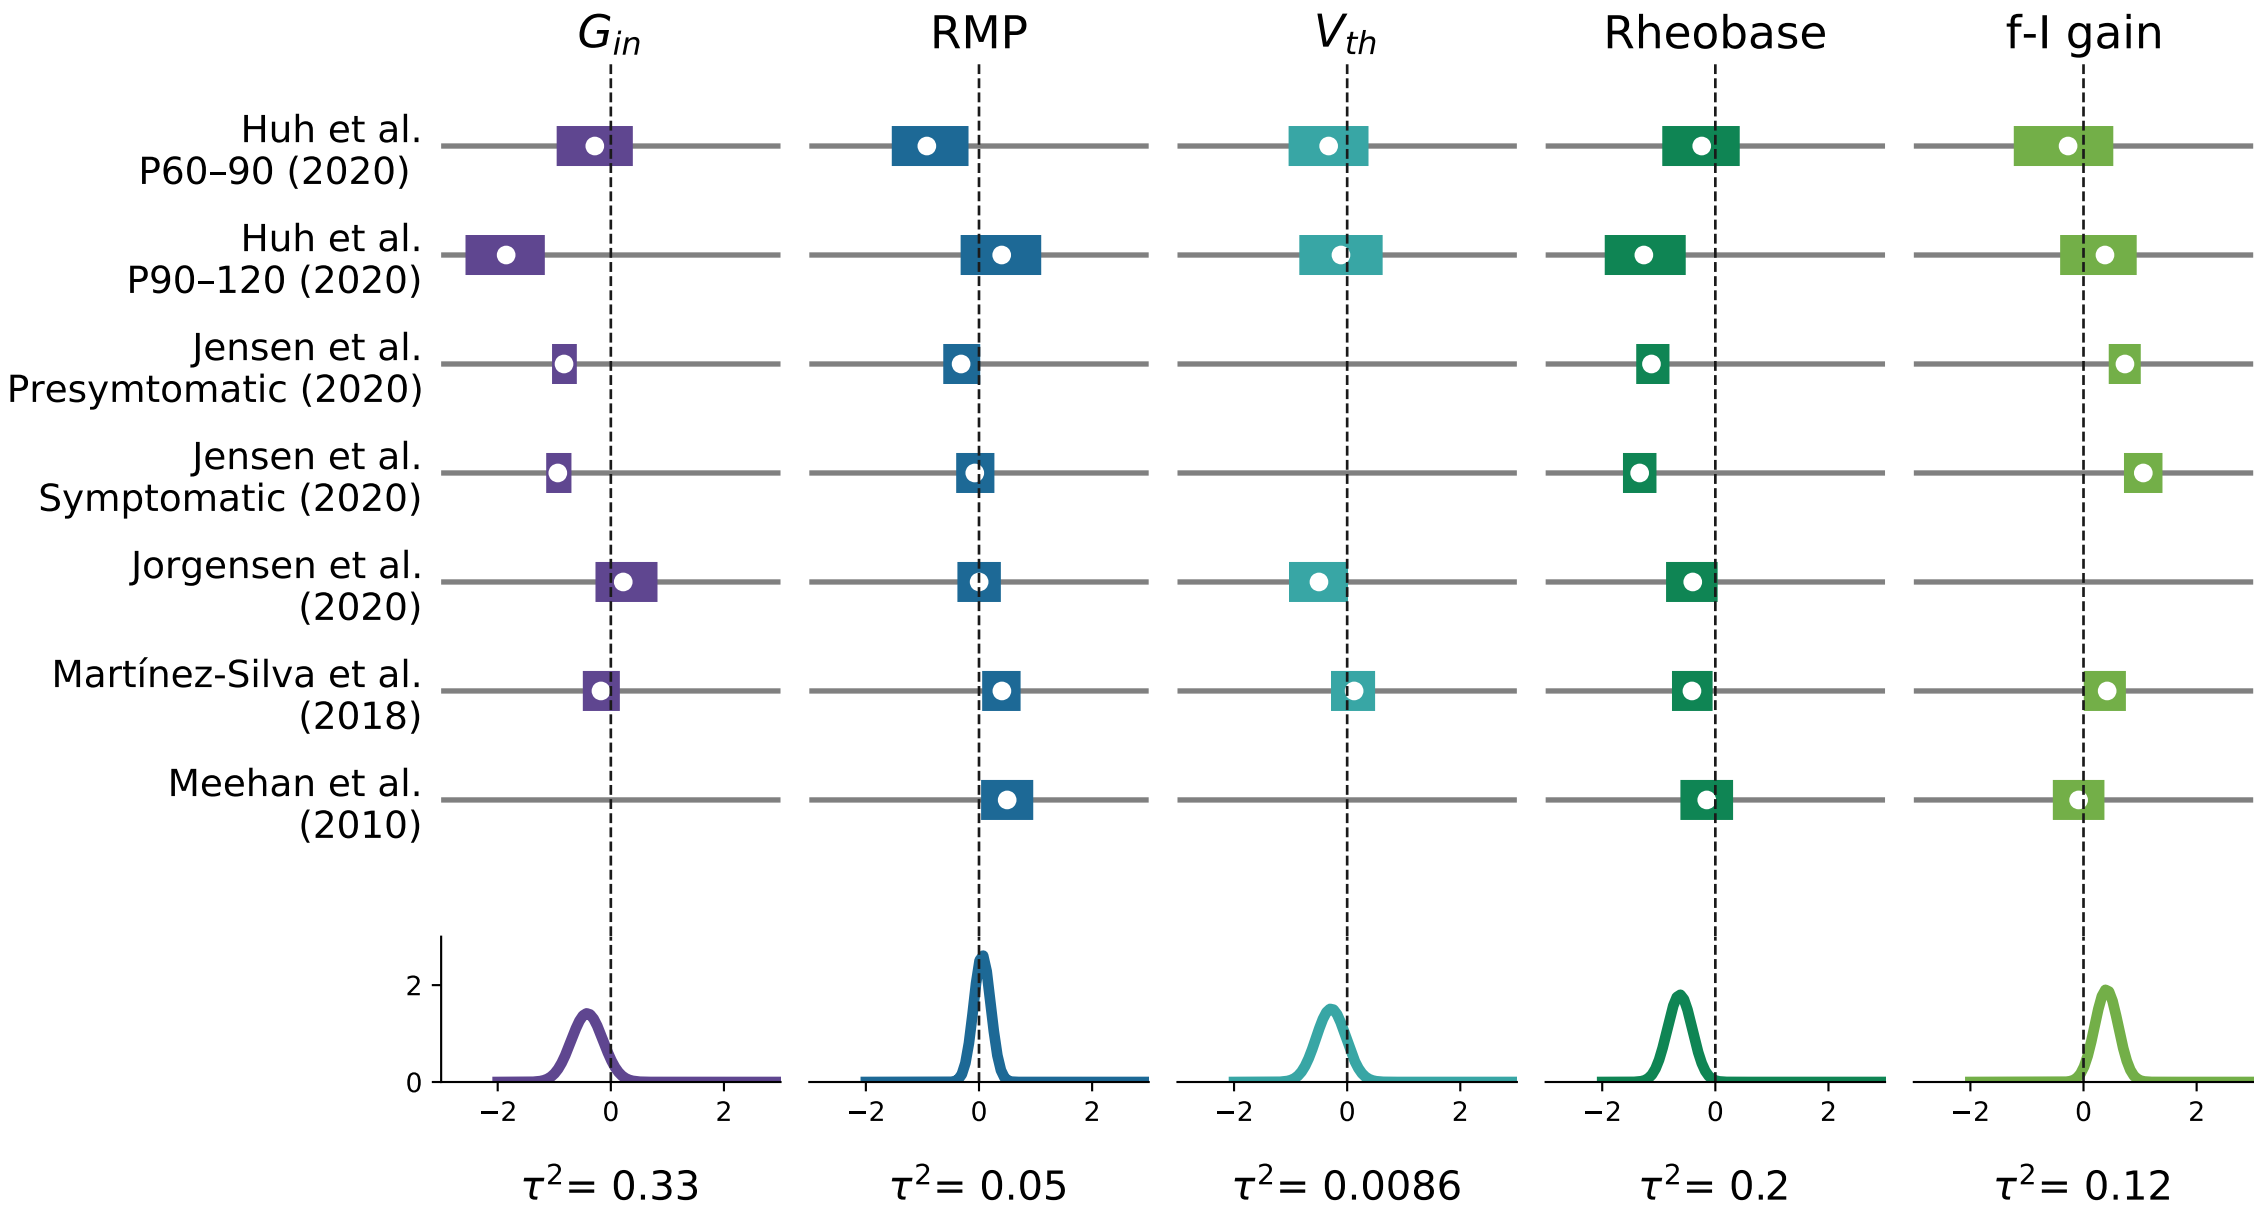 G_in RMP V_th Rheobase f-I gain
Huh et al.
P60–90 (2020)
Huh et al.
P90–120 (2020)
Jensen et al.
Presymtomatic (2020)
Jensen et al.
Symptomatic (2020)
Jorgensen et al.
(2020)
Martínez-Silva et al.
(2018)
Meehan et al.
(2010)
2
0
−2 0 2 −2 0 2 −2 0 2 −2 0 2 −2 0 2
τ²= 0.33 τ²= 0.05 τ²= 0.0086 τ²= 0.2 τ²= 0.12